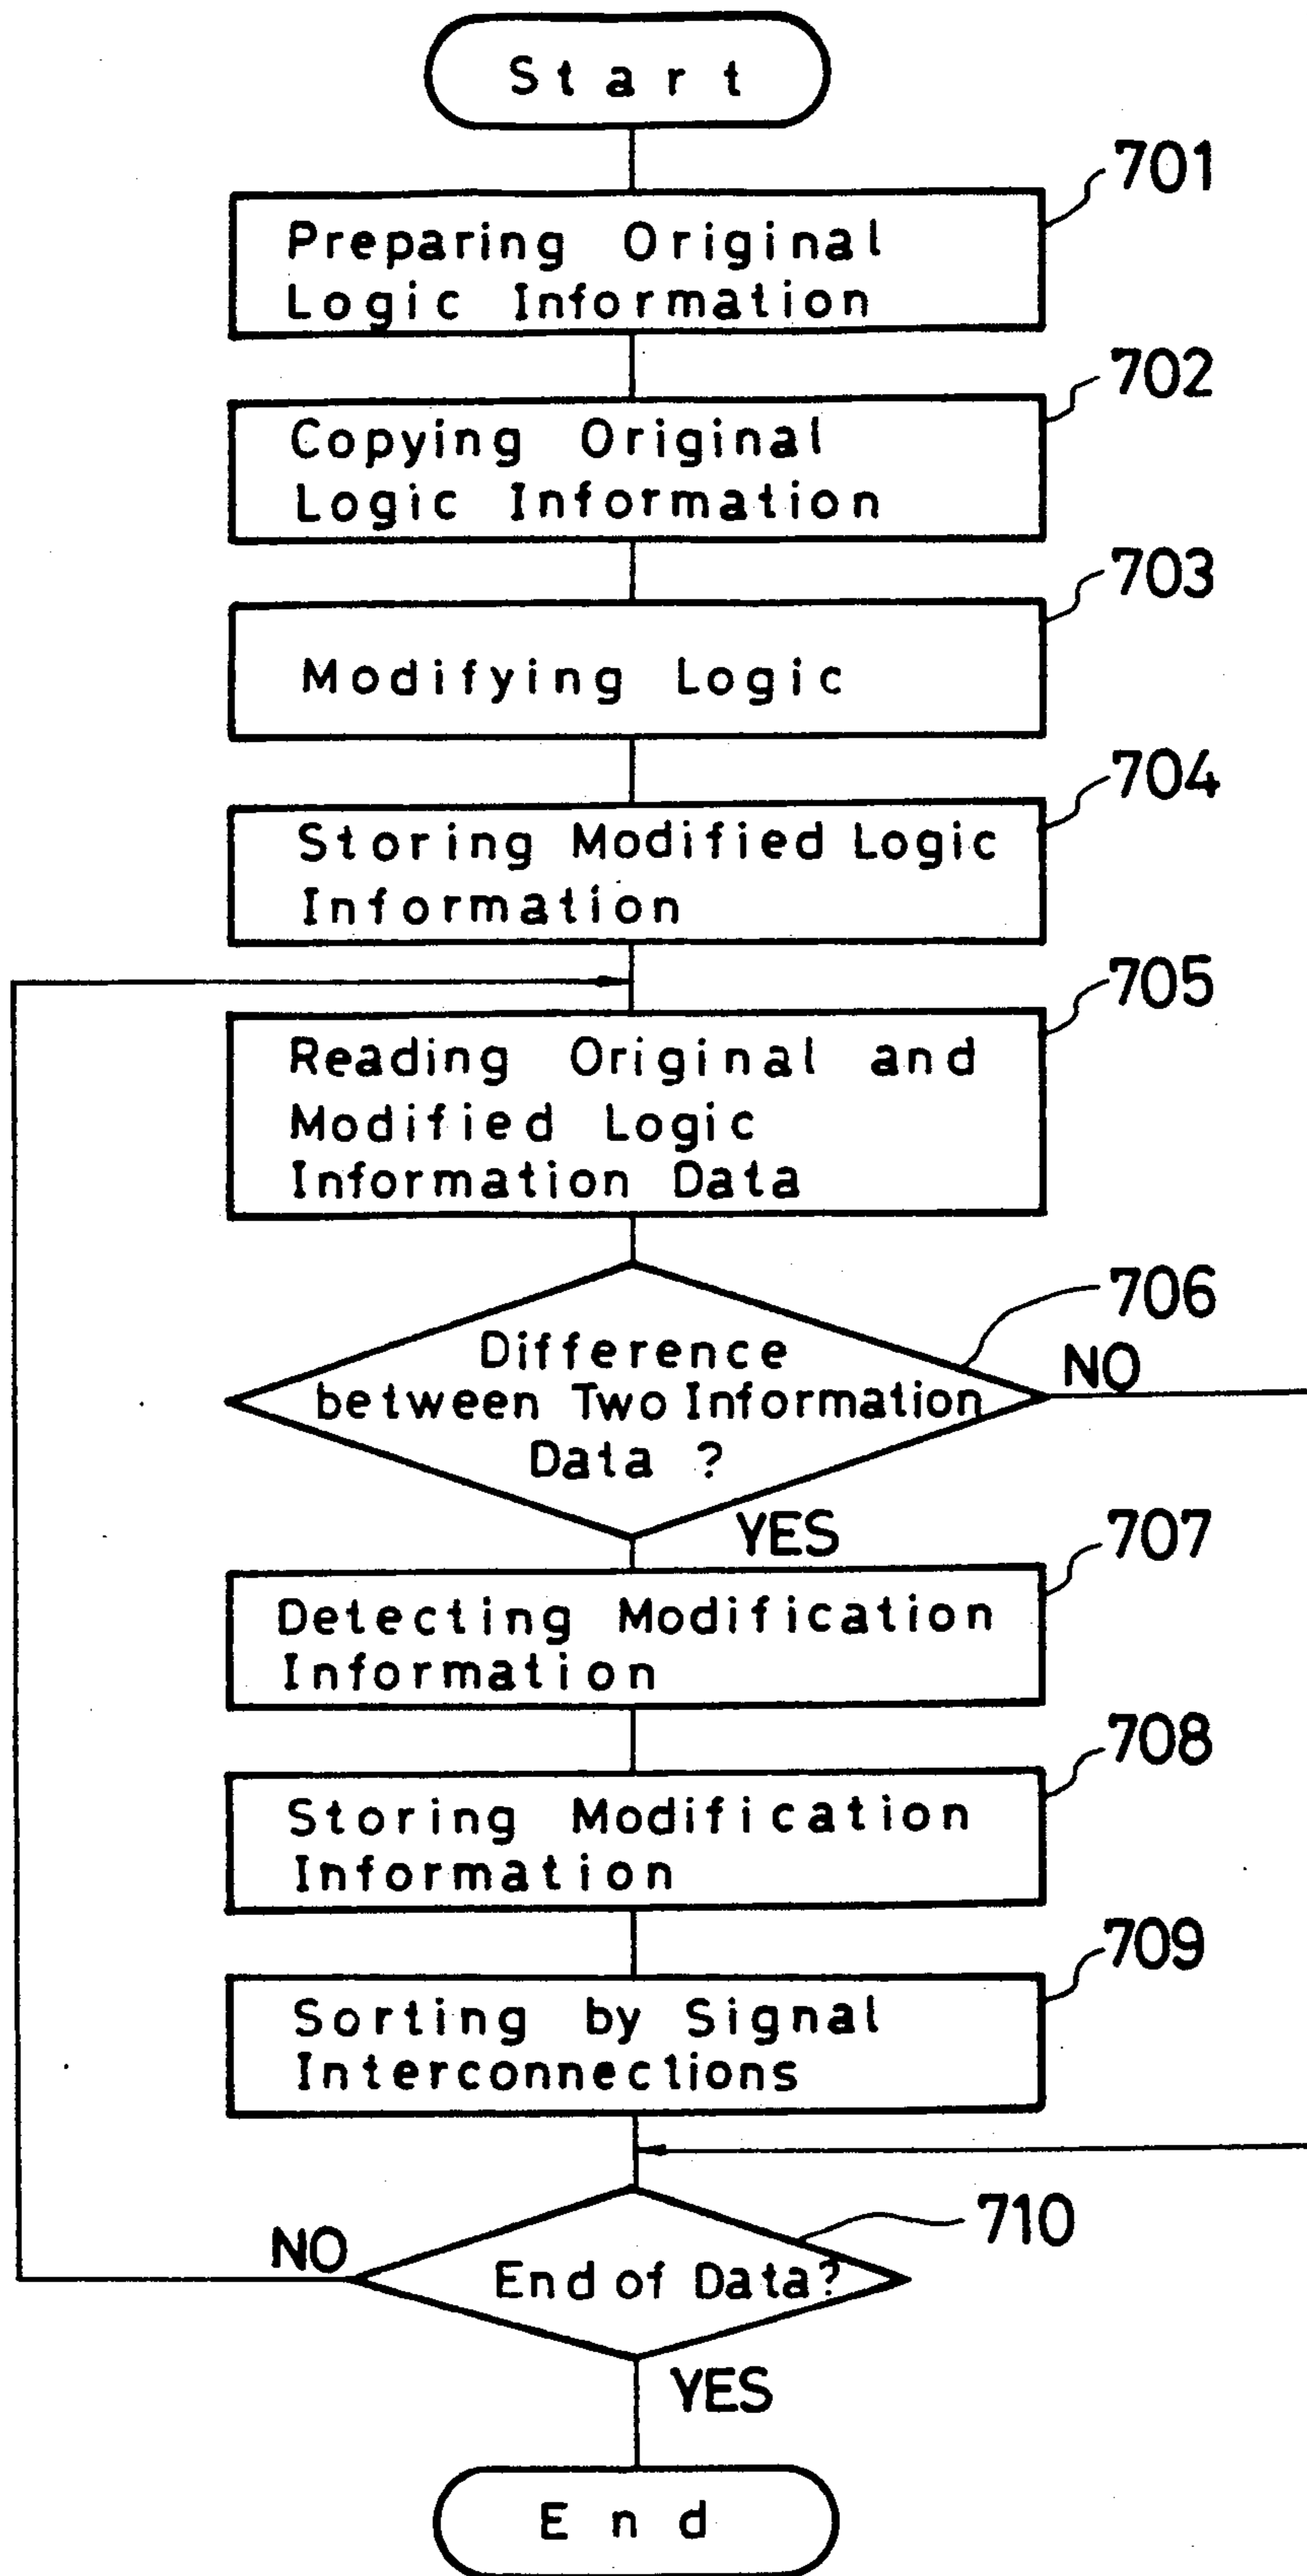 Start
701
Preparing Original
Logic Information
702
Copying Original
Logic Information
703
Modifying Logic
704
Storing Modified Logic
Information
705
Reading Original and
Modified Logic
Information Data
706
Difference
between Two Information
Data ?
NO
YES
707
Detecting Modification
Information
708
Storing Modification
Information
709
Sorting by Signal
Interconnections
710
NO
End of Data?
YES
End